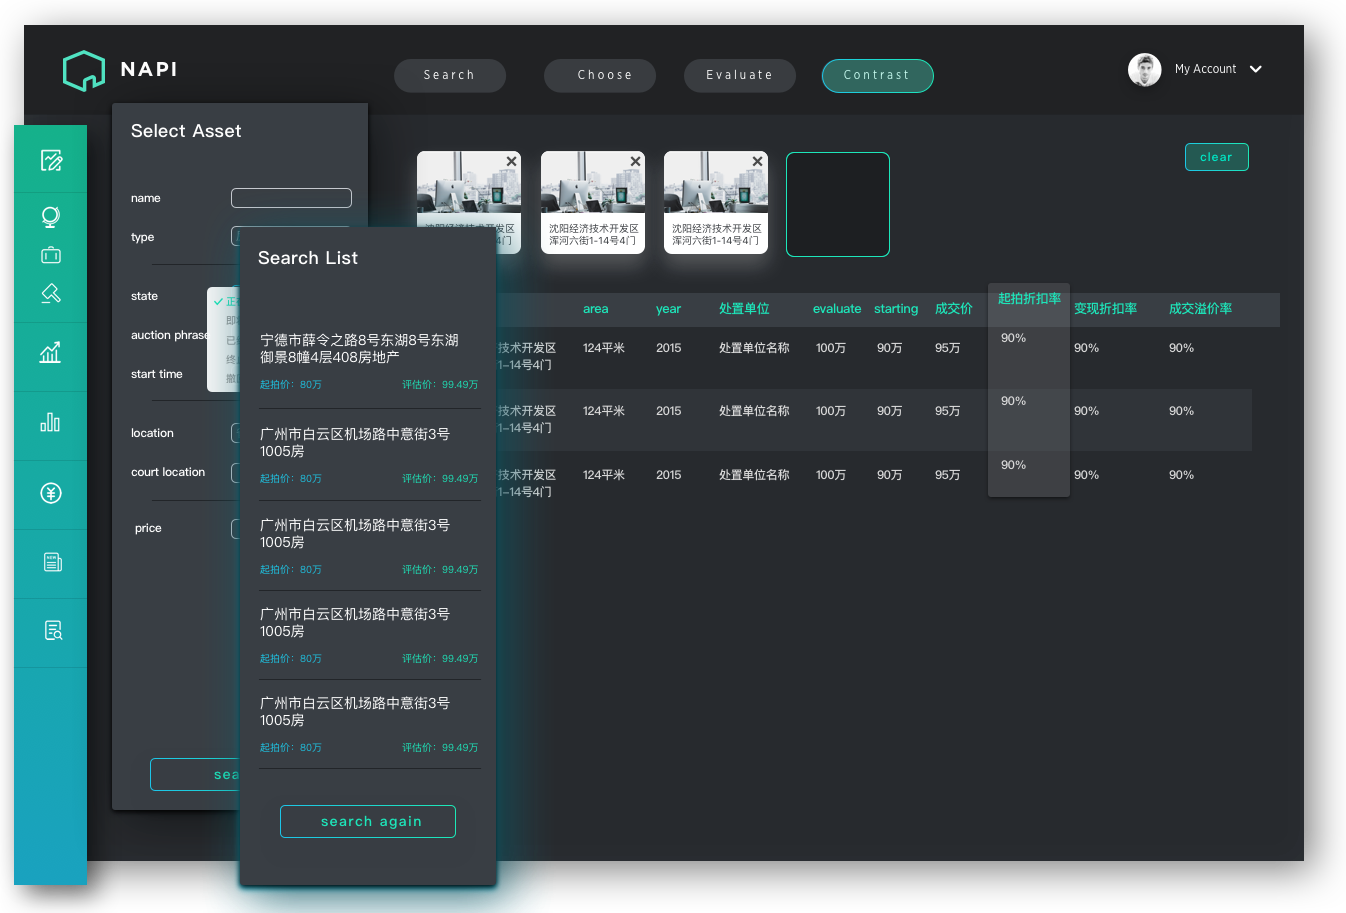 NAPI
Search
Choose
Evaluate
Contrast
My Account
Select Asset
name
type
state
auction phrase
start time
location
court location
price
正
即
已
终
撤
sea
Search List
宁德市薛令之路8号东湖8号东湖
御景8幢4层408房地产
起拍价：80万
评估价：99.49万
广州市白云区机场路中意街3号
1005房
起拍价：80万
评估价：99.49万
广州市白云区机场路中意街3号
1005房
起拍价：80万
评估价：99.49万
广州市白云区机场路中意街3号
1005房
起拍价：80万
评估价：99.49万
广州市白云区机场路中意街3号
1005房
起拍价：80万
评估价：99.49万
search again
沈阳经济技术开发区
4门
沈阳经济技术开发区
浑河六街1-14号4门
沈阳经济技术开发区
浑河六街1-14号4门
clear
area
year
处置单位
evaluate
starting
成交价
起拍折扣率
变现折扣率
成交溢价率
技术开发区
1-14号4门
124平米
2015
处置单位名称
100万
90万
95万
90%
90%
90%
技术开发区
1-14号4门
124平米
2015
处置单位名称
100万
90万
95万
90%
90%
90%
技术开发区
1-14号4门
124平米
2015
处置单位名称
100万
90万
95万
90%
90%
90%